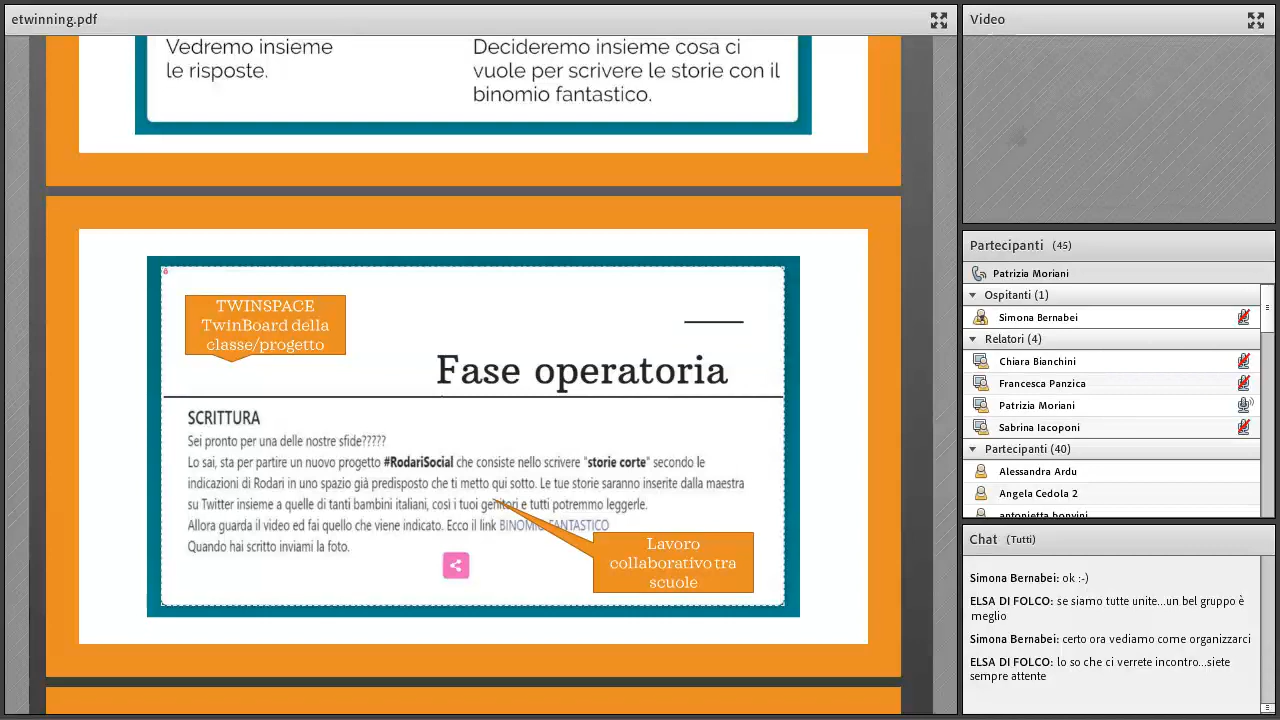 etwinning.pdf
Vedremo insieme
le risposte.
Decideremo insieme cosa ci
vuole per scrivere le storie con il
binomio fantastico.
TWINSPACE
TwinBoard della
classe/progetto
Fase operatoria
SCRITTURA
Sei pronto per una delle nostre sfide?????
Lo sai, sta per partire un nuovo progetto #RodariSocial che consiste nello scrivere "storie corte" secondo le
indicazioni di Rodari in uno spazio già predisposto che ti metto qui sotto. Le tue storie saranno inserite dalla maestra
su Twitter insieme a quelle di tanti bambini italiani, così i tuoi genitori e tutti potremmo leggerle.
Allora guarda il video ed fai quello che viene indicato. Ecco il link BINOMIO FANTASTICO
Quando hai scritto inviami la foto.
Lavoro
collaborativo tra
scuole
Video
Partecipanti (45)
Patrizia Moriani
Ospitanti (1)
Simona Bernabei
Relatori (4)
Chiara Bianchini
Francesca Panzica
Patrizia Moriani
Sabrina Iacoponi
Partecipanti (40)
Alessandra Ardu
Angela Cedola 2
antonietta bonvini
Chat (Tutti)
Simona Bernabei: ok :-)
ELSA DI FOLCO: se siamo tutte unite...un bel gruppo è
meglio
Simona Bernabei: certo ora vediamo come organizzarci
ELSA DI FOLCO: lo so che ci verrete incontro...siete
sempre attente